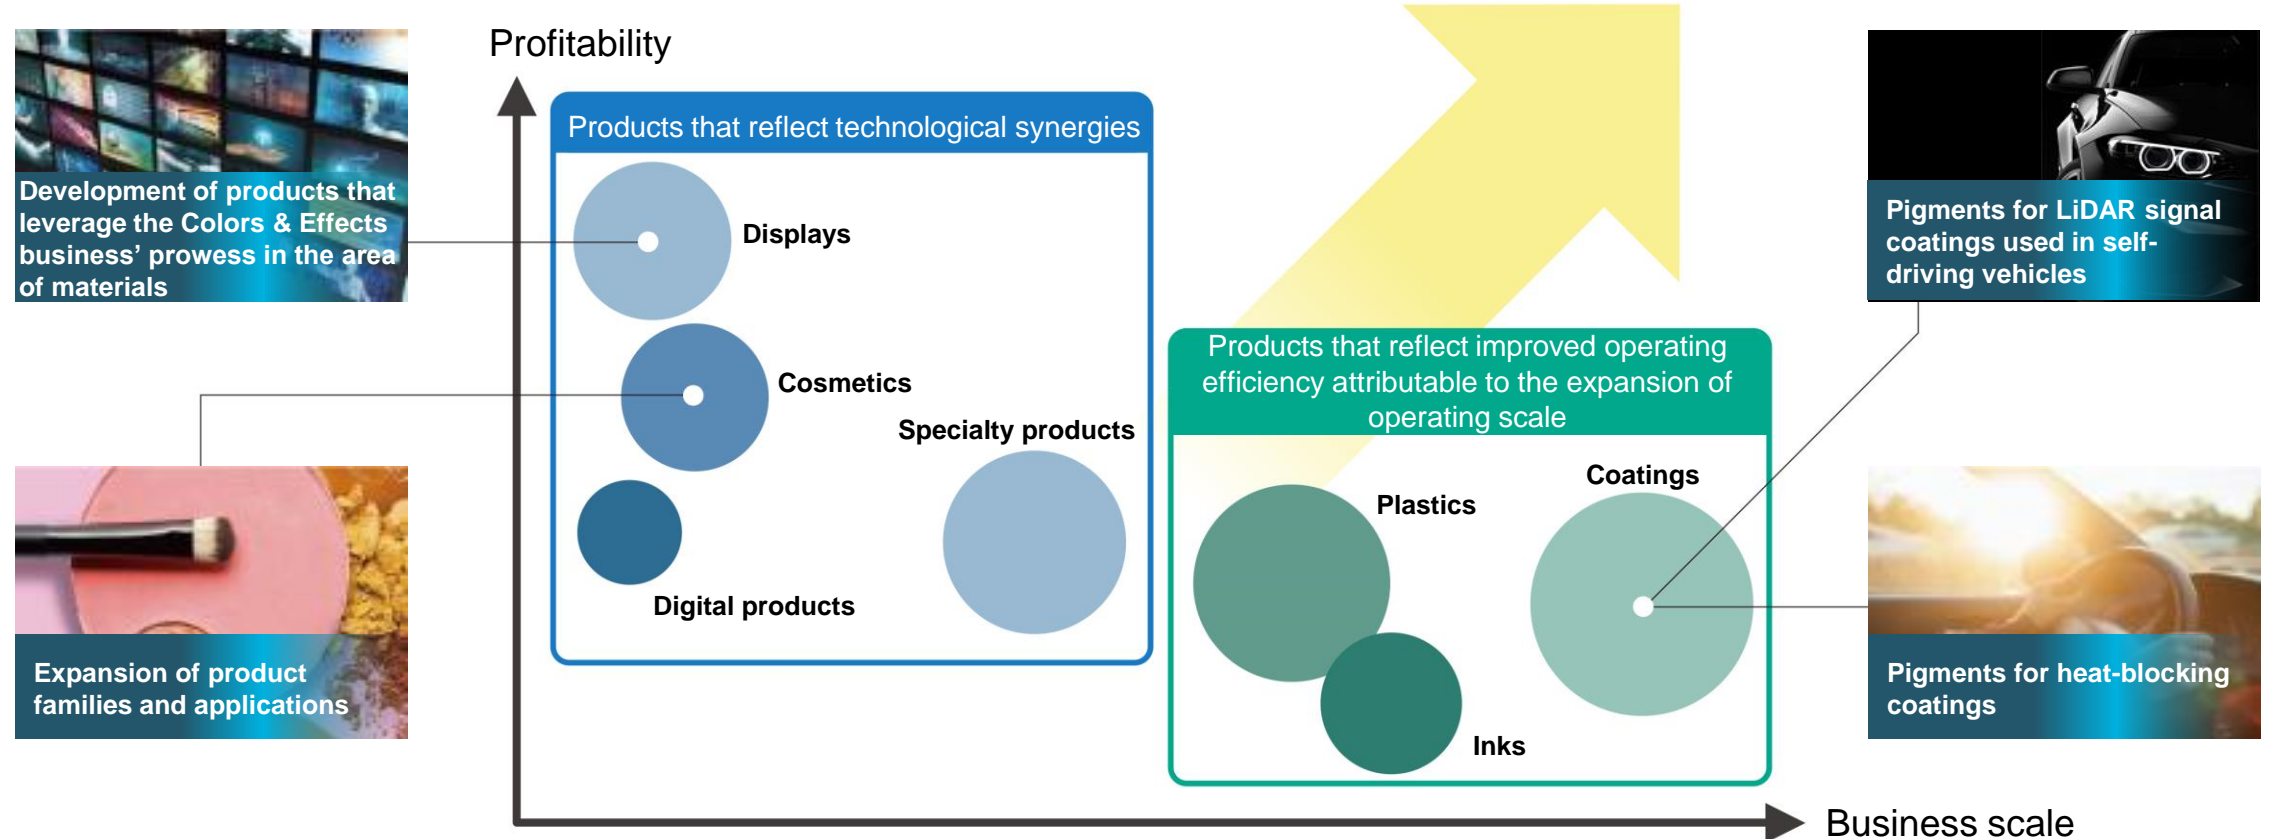 Profitability
Products that reflect technological synergies
Development of products that
leverage the Colors & Effects
business’ prowess in the area
of materials
Displays
Pigments for LiDAR signal
coatings used in self-
driving vehicles
Products that reflect improved operating
efficiency attributable to the expansion of
operating scale
Cosmetics
Specialty products
Coatings
Plastics
Digital products
Expansion of product
families and applications
Pigments for heat-blocking
coatings
Inks
Business scale